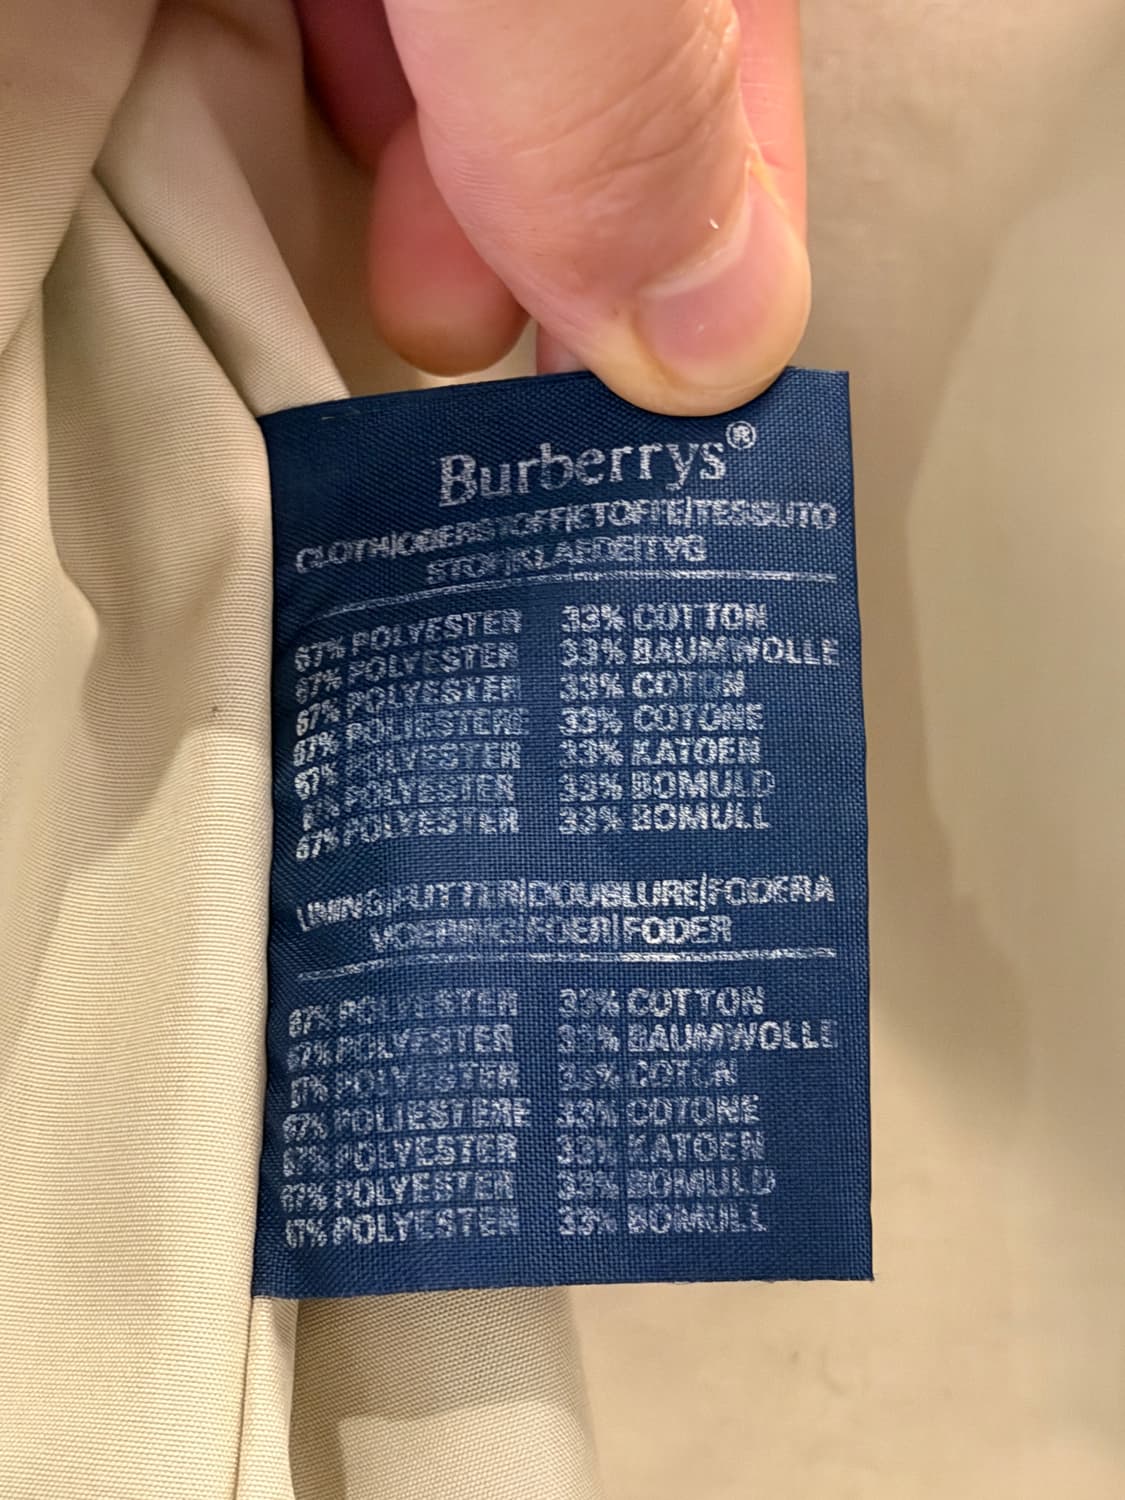 Burberrys®
CLOTH|OBERSTOFF|ETOFFE|TESSUTO
STOF|KLAEDE|TYG
67% POLYESTER 33% COTTON
67% POLYESTER 33% BAUMWOLLE
67% POLYESTER 33% COTON
67% POLIESTERE 33% COTONE
67% POLYESTER 33% KATOEN
67% POLYESTER 33% BOMULD
67% POLYESTER 33% BOMULL
LINING|FUTTER|DOUBLURE|FODERA
VOERING|FOER|FODER
67% POLYESTER 33% COTTON
67% POLYESTER 33% BAUMWOLLE
67% POLYESTER 33% COTON
67% POLIESTERE 33% COTONE
67% POLYESTER 33% KATOEN
67% POLYESTER 33% BOMULD
67% POLYESTER 33% BOMULL